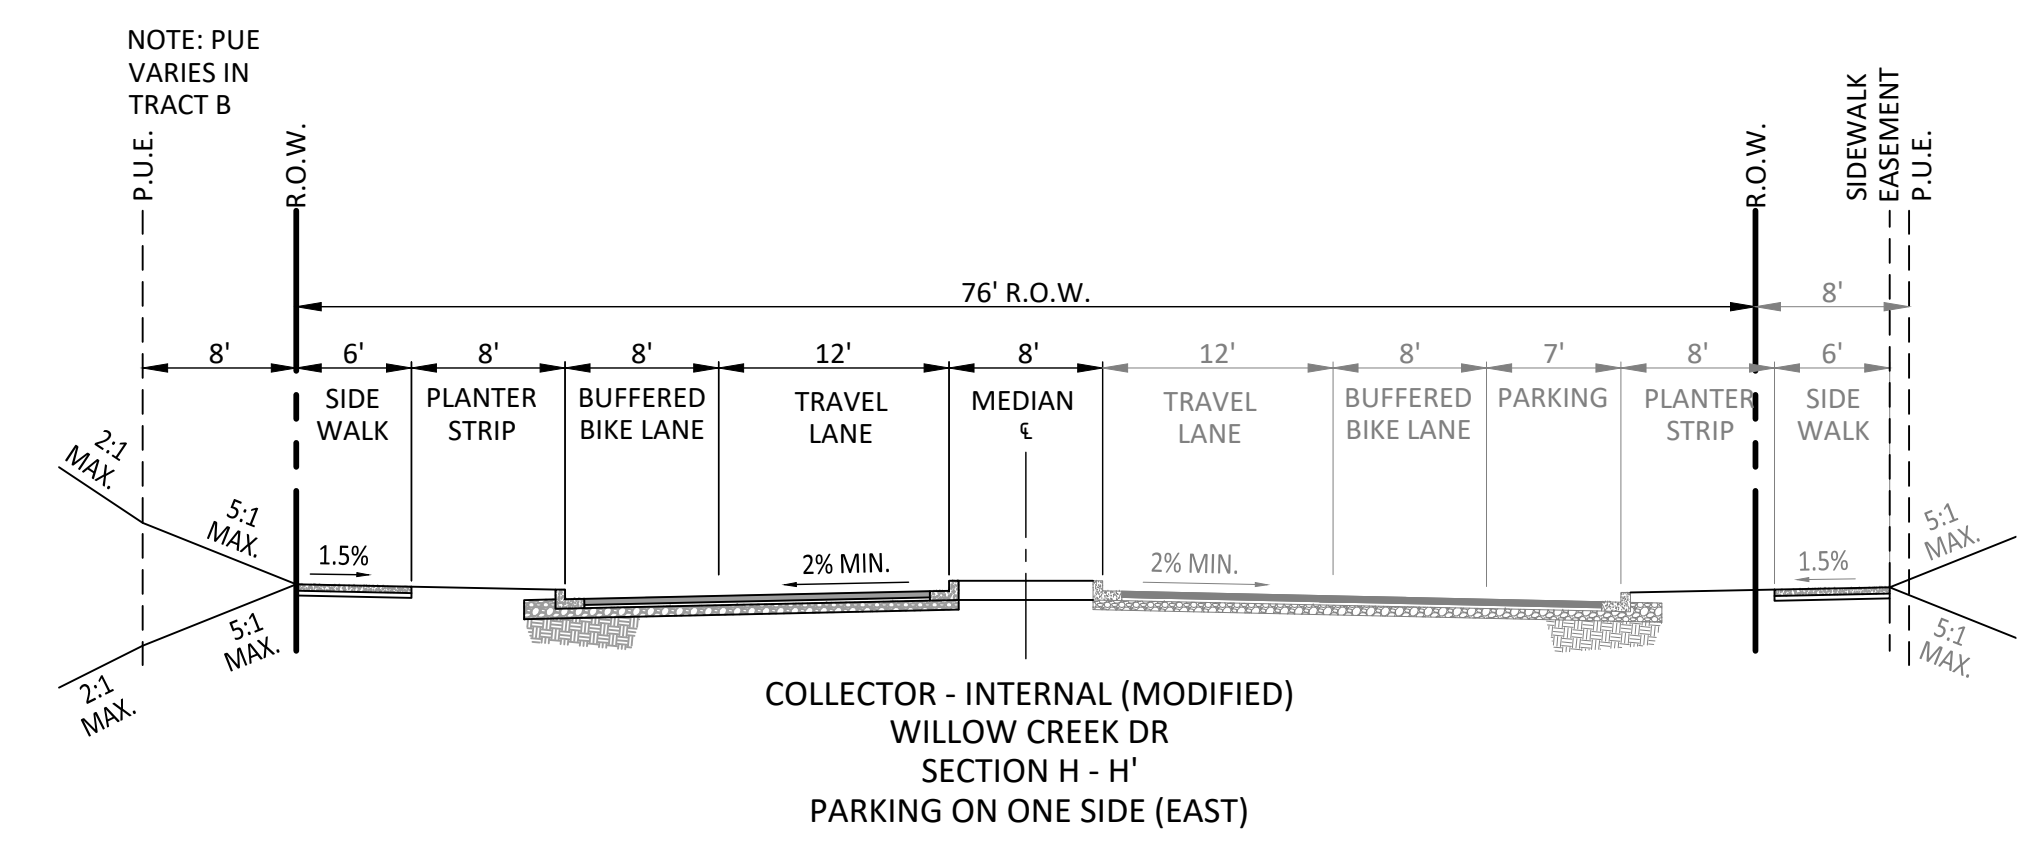 NOTE: PUE
VARIES IN
TRACT B
P.U.E.
R.O.W.
R.O.W.
SIDEWALK
EASEMENT
P.U.E.
76' R.O.W.
8'
8'
6'
8'
8'
12'
8'
12'
8'
7'
8'
6'
SIDE
WALK
PLANTER
STRIP
BUFFERED
BIKE LANE
TRAVEL
LANE
MEDIAN
℄
TRAVEL
LANE
BUFFERED
BIKE LANE
PARKING
PLANTER
STRIP
SIDE
WALK
2:1
MAX.
5:1
MAX.
1.5%
2% MIN.
2% MIN.
1.5%
5:1
MAX.
5:1
MAX.
2:1
MAX.
5:1
MAX.
COLLECTOR - INTERNAL (MODIFIED)
WILLOW CREEK DR
SECTION H - H'
PARKING ON ONE SIDE (EAST)